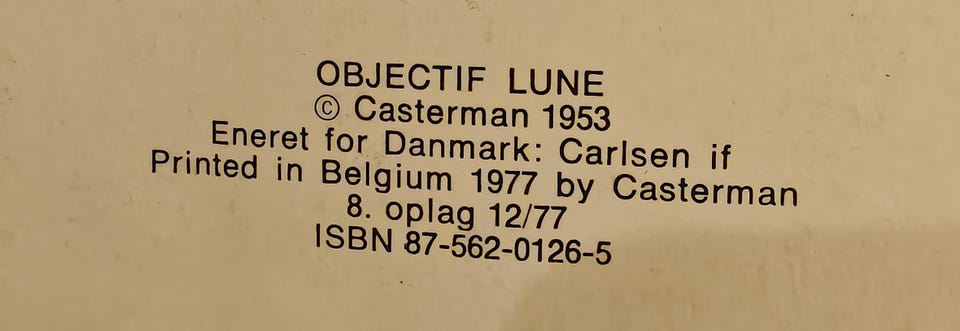 OBJECTIF LUNE
© Casterman 1953
Eneret for Danmark: Carlsen if
Printed in Belgium 1977 by Casterman
8. oplag 12/77
ISBN 87-562-0126-5